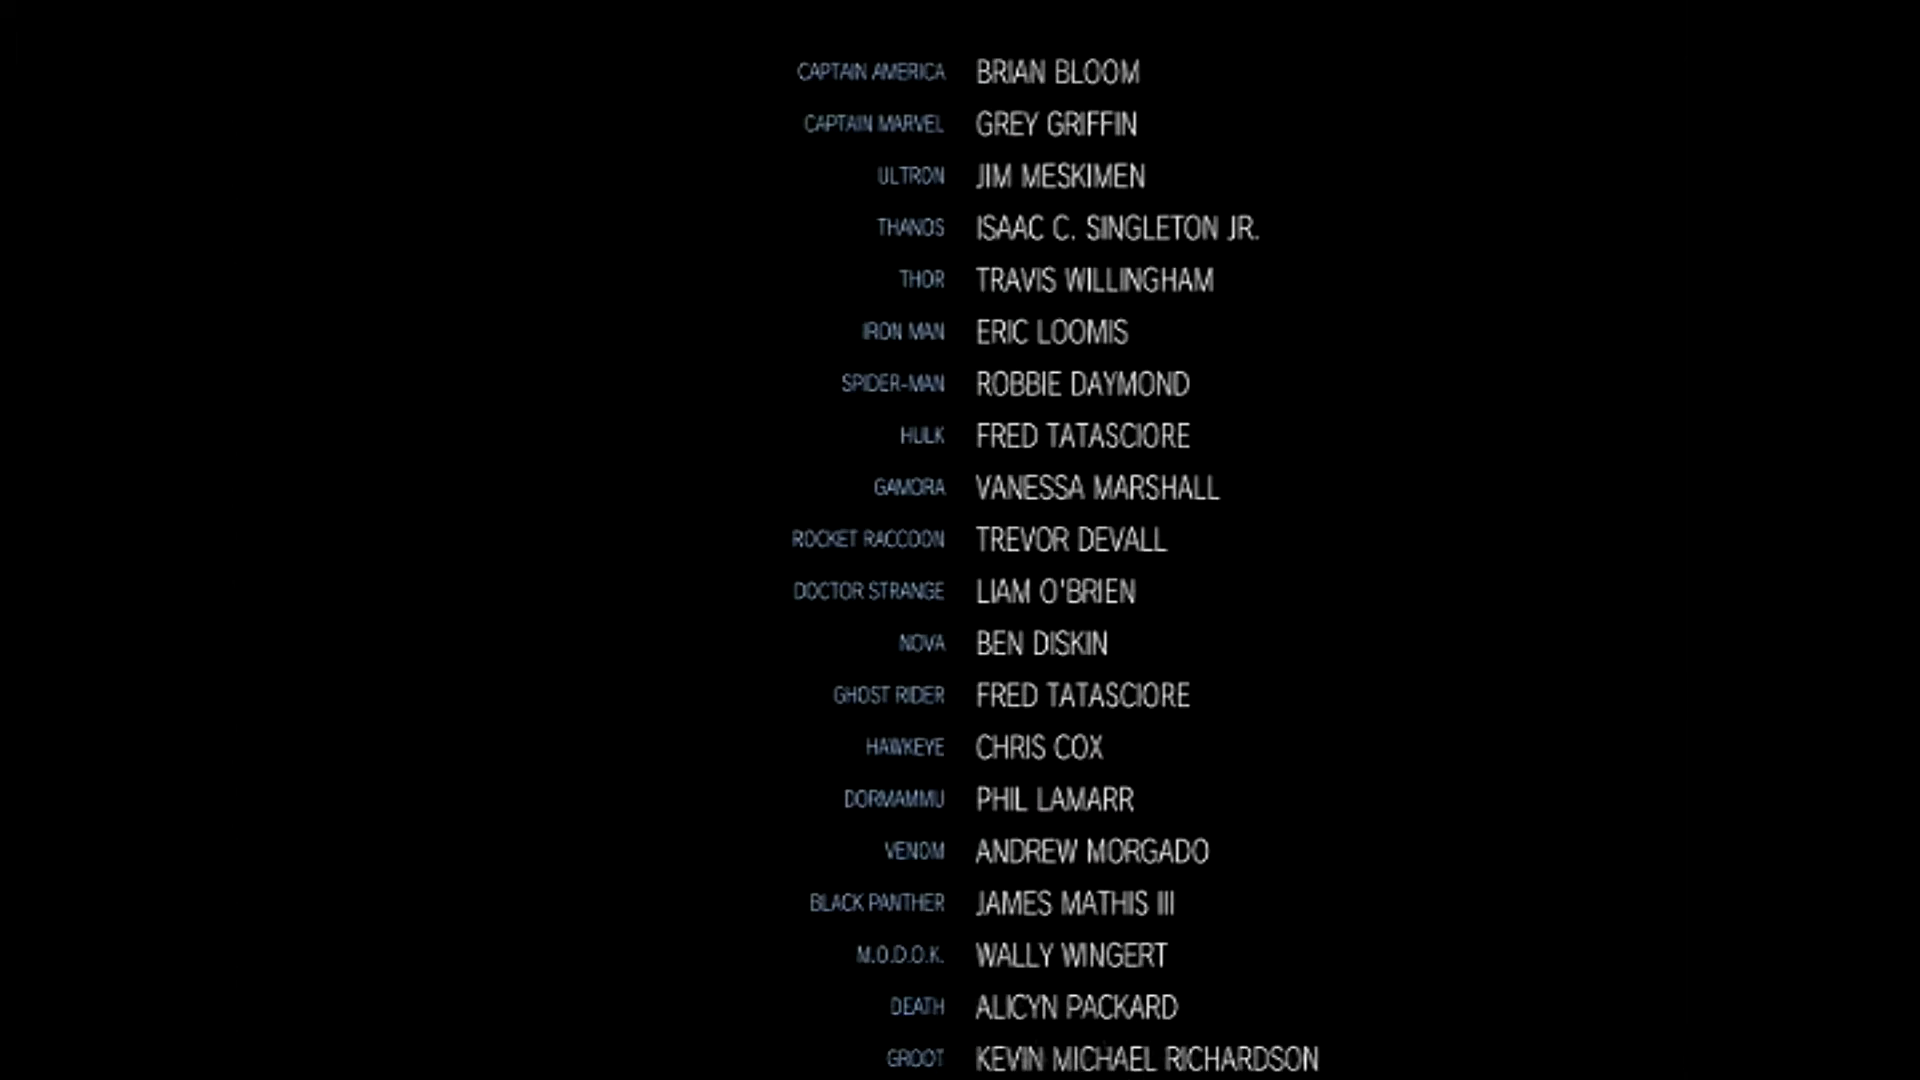 CAPTAIN AMERICA BRIAN BLOOM
CAPTAIN MARVEL GREY GRIFFIN
ULTRON JIM MESKIMEN
THANOS ISAAC C. SINGLETON JR.
THOR TRAVIS WILLINGHAM
IRON MAN ERIC LOOMIS
SPIDER-MAN ROBBIE DAYMOND
HULK FRED TATASCIORE
GAMORA VANESSA MARSHALL
ROCKET RACCOON TREVOR DEVALL
DOCTOR STRANGE LIAM O'BRIEN
NOVA BEN DISKIN
GHOST RIDER FRED TATASCIORE
HAWKEYE CHRIS COX
DORMAMMU PHIL LAMARR
VENOM ANDREW MORGADO
BLACK PANTHER JAMES MATHIS III
M.O.D.O.K. WALLY WINGERT
DEATH ALICYN PACKARD
GROOT KEVIN MICHAEL RICHARDSON